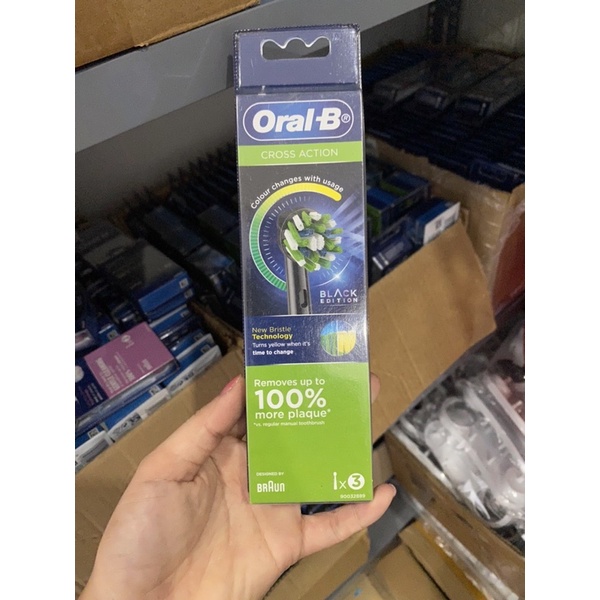 Oral-B®
CROSS ACTION
Colour changes with usage
BLACK
EDITION
New Bristle
Technology
Turns yellow when it's
time to change
Removes up to
100%
more plaque*
*vs. regular manual toothbrush
DESIGNED BY
BRAUN
x3